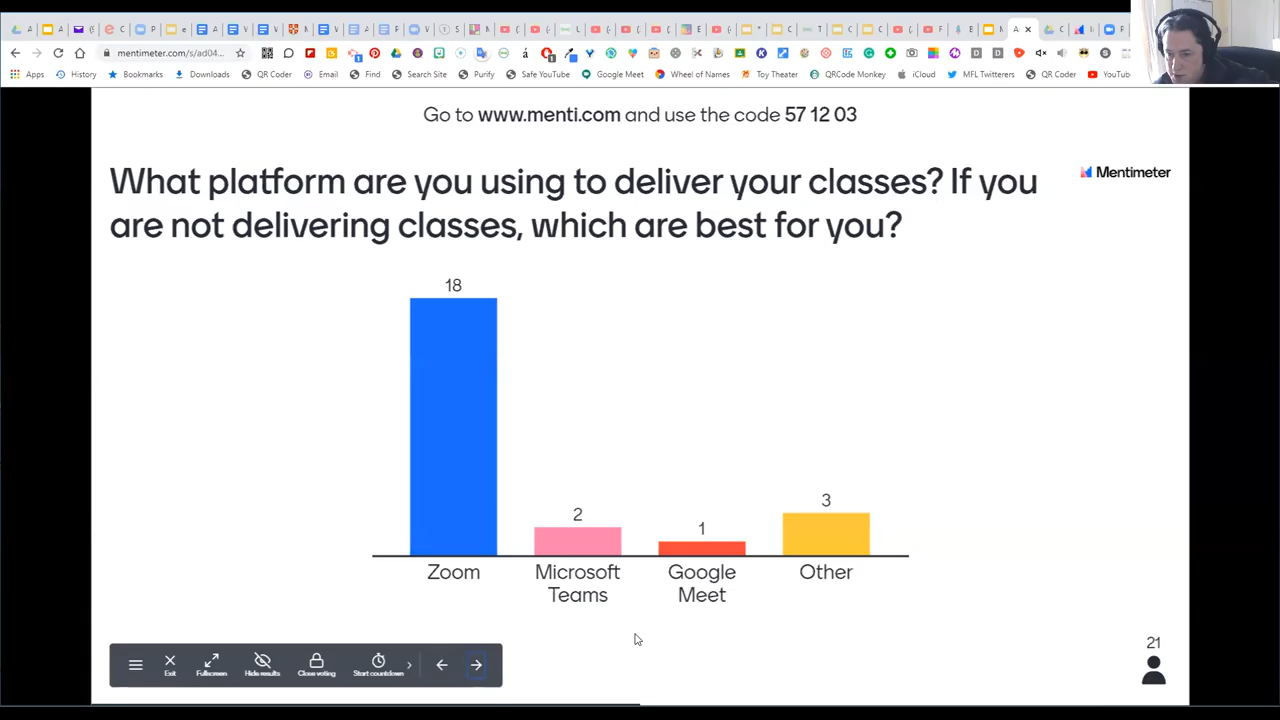 mentimeter.com/s/ad04...
Apps
History
Bookmarks
Downloads
QR Coder
Email
Find
Search Site
Purify
Safe YouTube
Google Meet
Wheel of Names
Toy Theater
QRCode Monkey
iCloud
MFL Twitterers
QR Coder
YouTu
Go to www.menti.com and use the code 57 12 03
What platform are you using to deliver your classes? If you
are not delivering classes, which are best for you?
Mentimeter
18
2
1
3
Zoom
Microsoft
Teams
Google
Meet
Other
Exit
Fullscreen
Hide results
Close voting
Start countdown
21